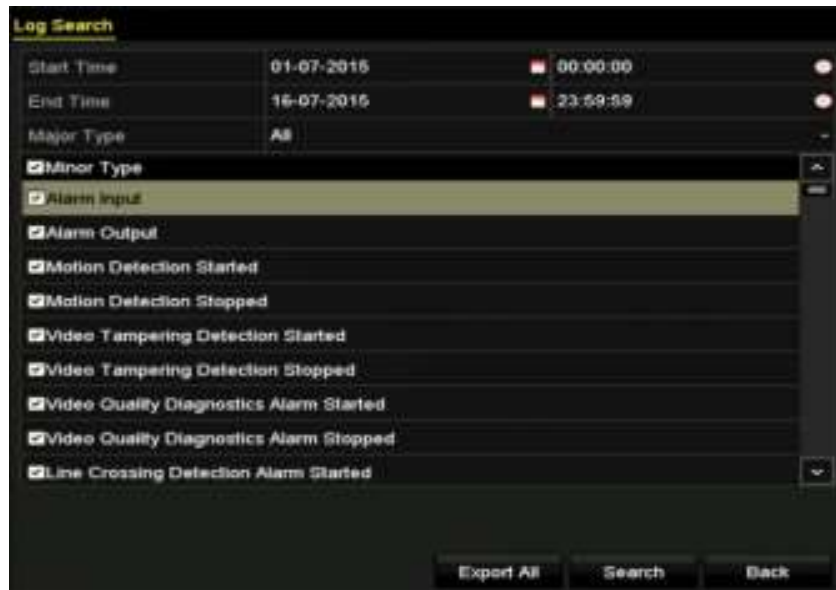 Log Search
Start Time 01-07-2015 00:00:00
End Time 16-07-2015 23:59:59
Major Type All
Minor Type
Alarm Input
Alarm Output
Motion Detection Started
Motion Detection Stopped
Video Tampering Detection Started
Video Tampering Detection Stopped
Video Quality Diagnostics Alarm Started
Video Quality Diagnostics Alarm Stopped
Line Crossing Detection Alarm Started
Export All Search Back